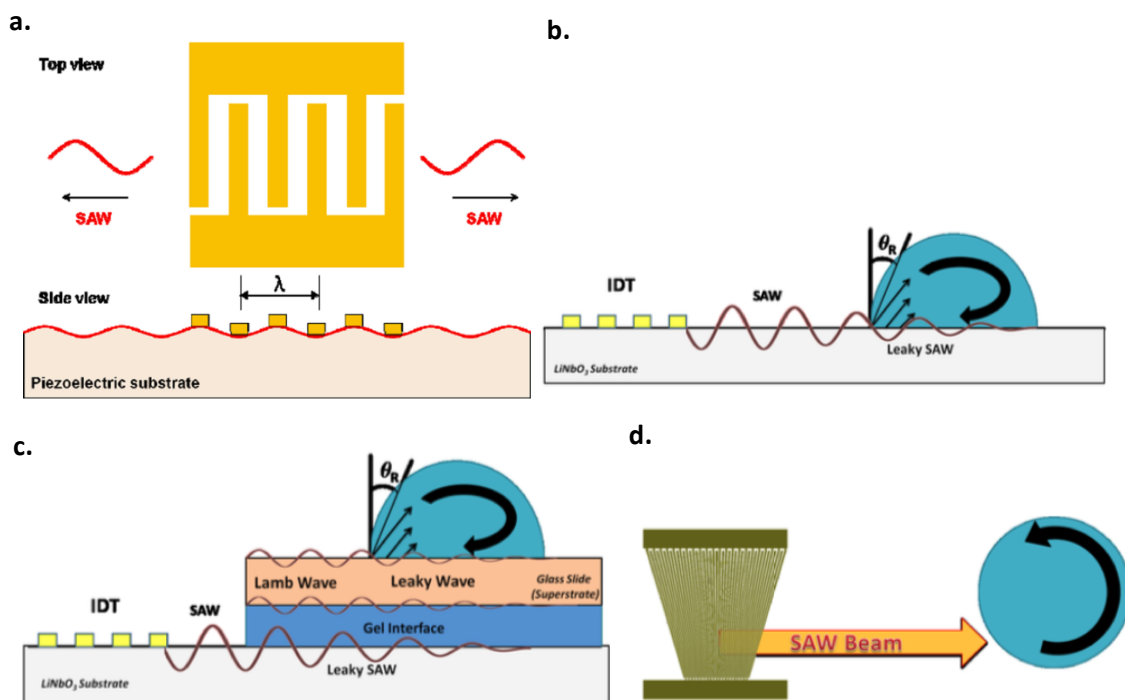 a.
Top view
SAW
SAW
λ
Side view
Piezoelectric substrate
b.
θR
IDT
SAW
Leaky SAW
LiNbO3 Substrate
c.
θR
Lamb Wave
Leaky Wave
Glass Slide
(Superstrate)
IDT
SAW
Gel Interface
Leaky SAW
LiNbO3 Substrate
d.
SAW Beam